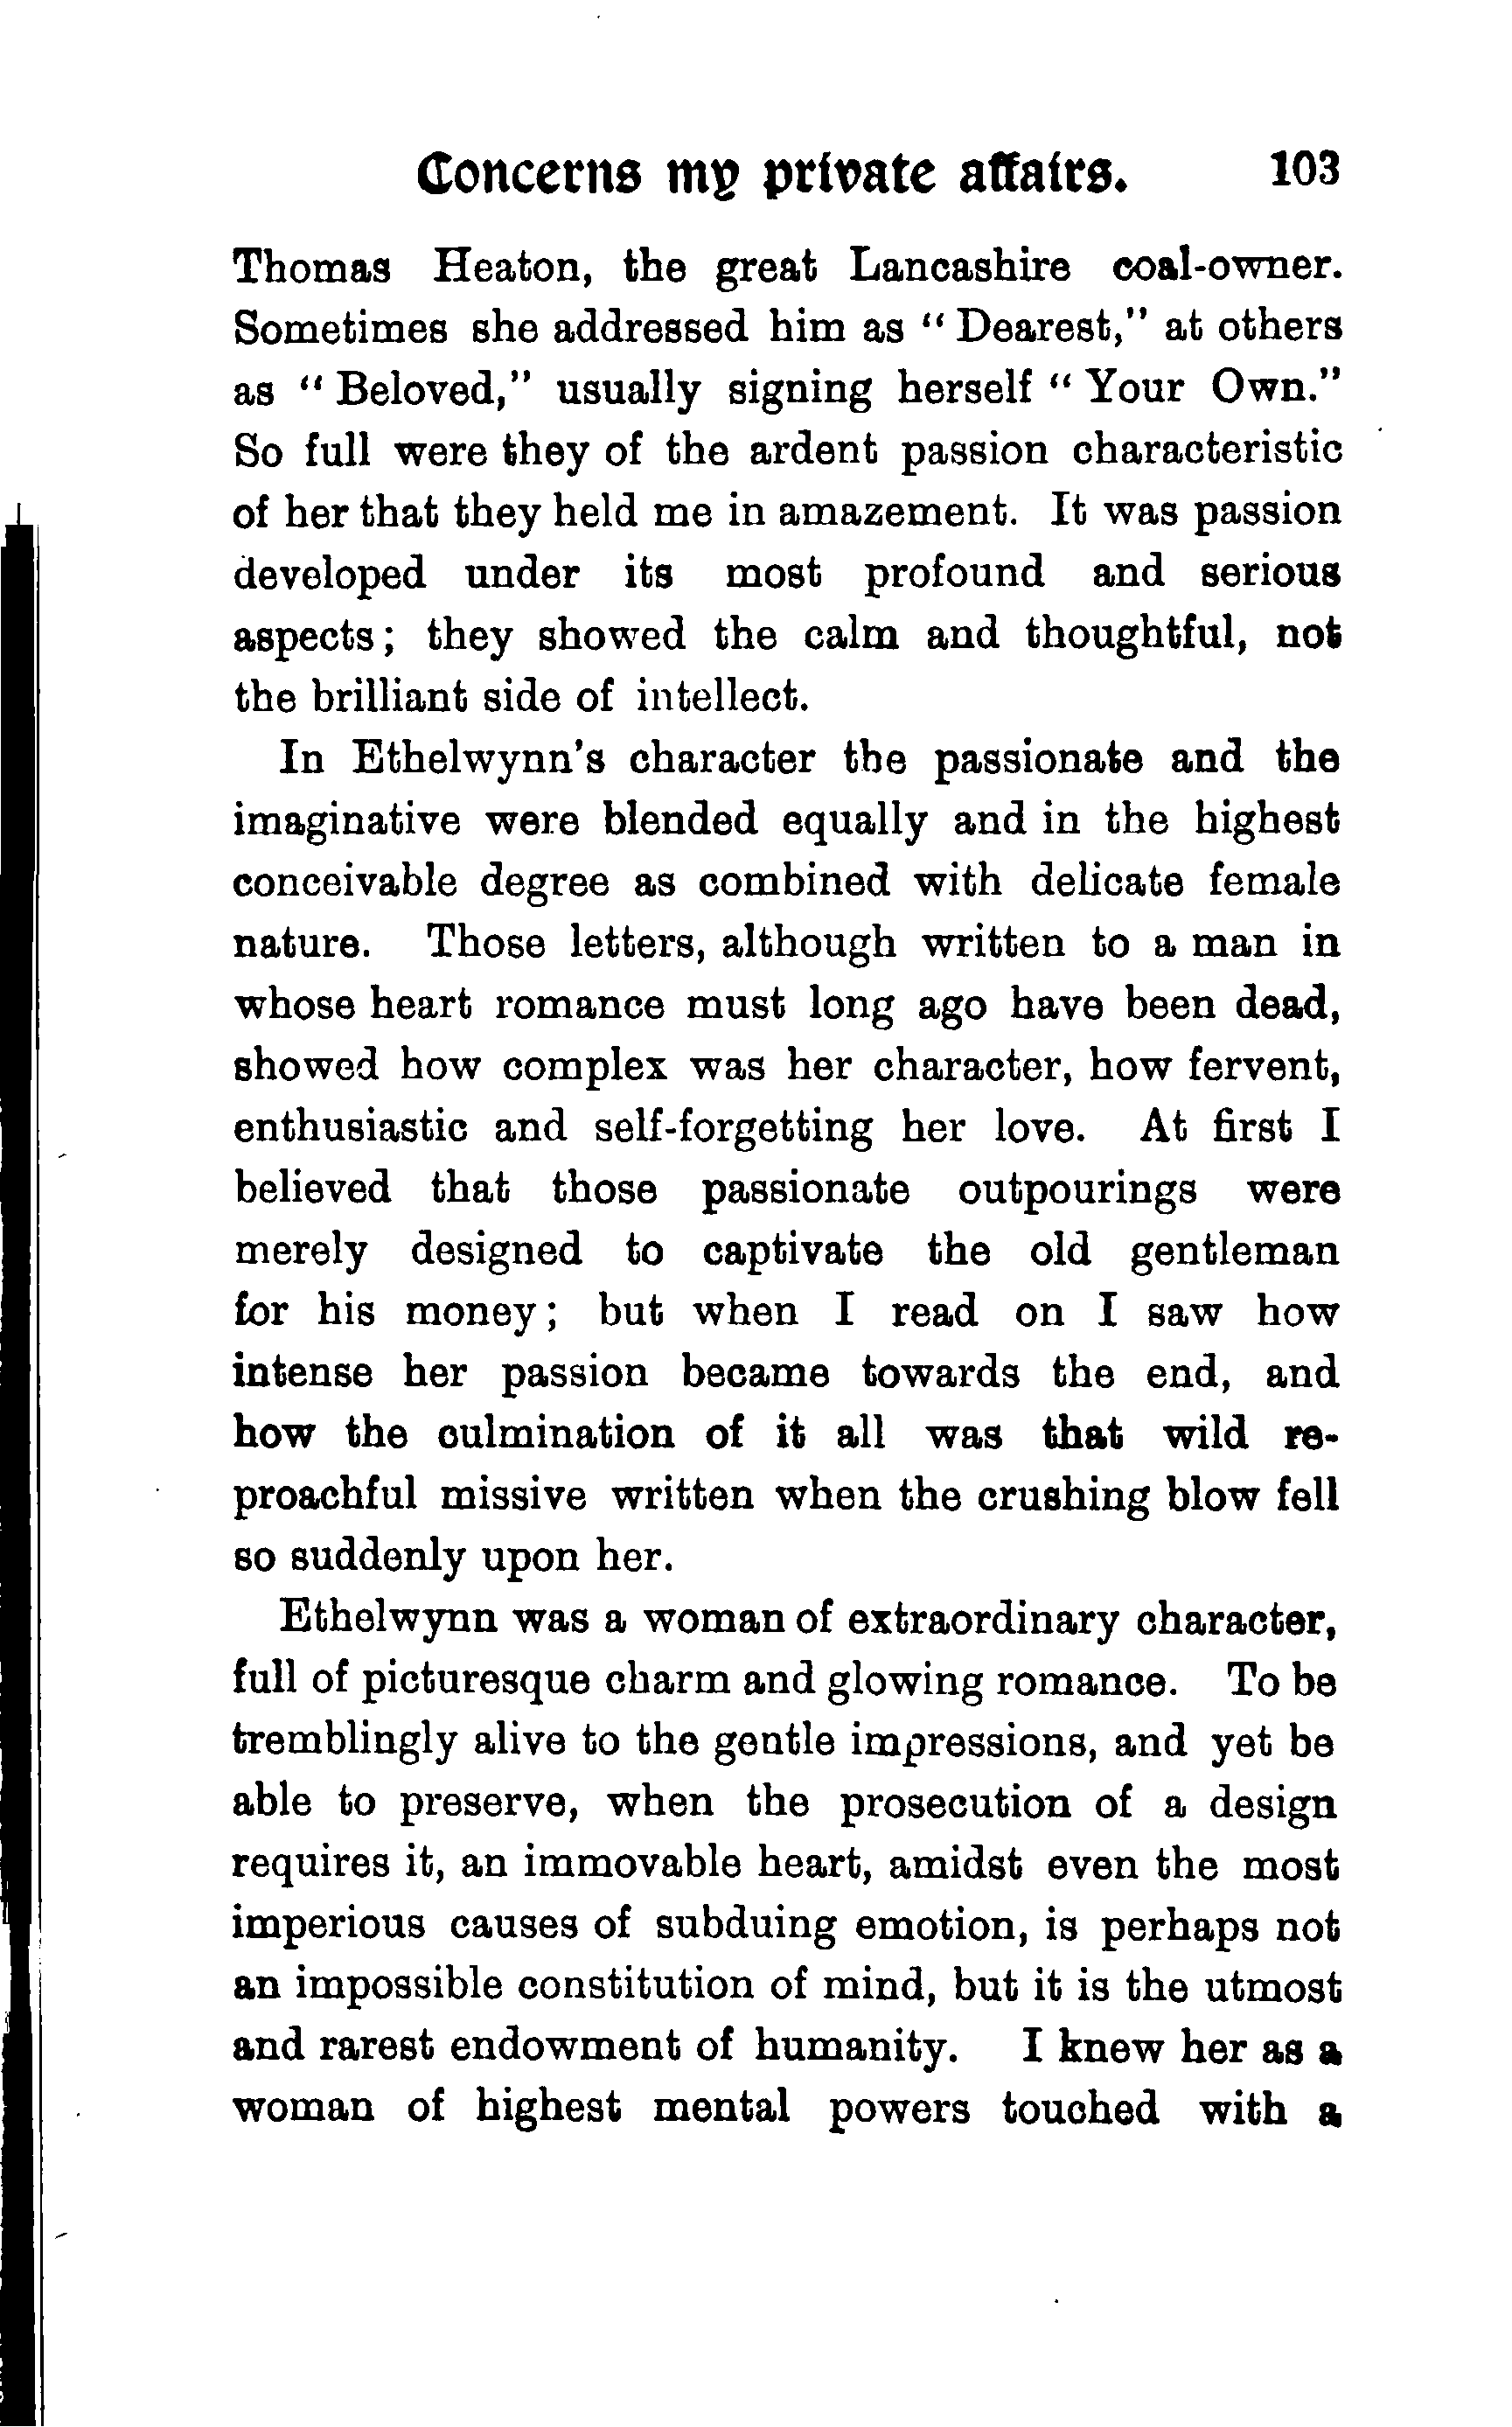 Concerns my private affairs. 103
Thomas Heaton, the great Lancashire coal-owner.
Sometimes she addressed him as "Dearest," at others
as "Beloved," usually signing herself "Your Own."
So full were they of the ardent passion characteristic
of her that they held me in amazement. It was passion
developed under its most profound and serious
aspects; they showed the calm and thoughtful, not
the brilliant side of intellect.
In Ethelwynn's character the passionate and the
imaginative were blended equally and in the highest
conceivable degree as combined with delicate female
nature. Those letters, although written to a man in
whose heart romance must long ago have been dead,
showed how complex was her character, how fervent,
enthusiastic and self-forgetting her love. At first I
believed that those passionate outpourings were
merely designed to captivate the old gentleman
for his money; but when I read on I saw how
intense her passion became towards the end, and
how the culmination of it all was that wild re-
proachful missive written when the crushing blow fell
so suddenly upon her.
Ethelwynn was a woman of extraordinary character,
full of picturesque charm and glowing romance. To be
tremblingly alive to the gentle impressions, and yet be
able to preserve, when the prosecution of a design
requires it, an immovable heart, amidst even the most
imperious causes of subduing emotion, is perhaps not
an impossible constitution of mind, but it is the utmost
and rarest endowment of humanity. I knew her as a
woman of highest mental powers touched with a